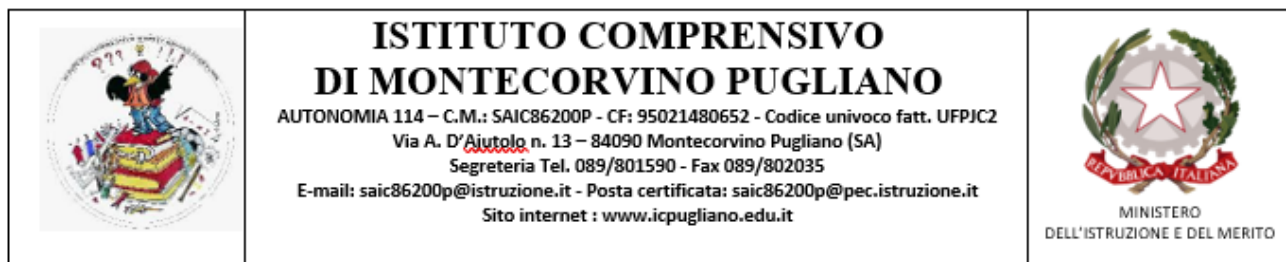 ??? !!!
ISTITUTO COMPRENSIVO
DI MONTECORVINO PUGLIANO
AUTONOMIA 114 – C.M.: SAIC86200P - CF: 95021480652 - Codice univoco fatt. UFPJC2
Via A. D'Ajutolo n. 13 – 84090 Montecorvino Pugliano (SA)
Segreteria Tel. 089/801590 - Fax 089/802035
E-mail: saic86200p@istruzione.it - Posta certificata: saic86200p@pec.istruzione.it
Sito internet : www.icpugliano.edu.it
REPVBBLICA ITALIANA
MINISTERO
DELL'ISTRUZIONE E DEL MERITO